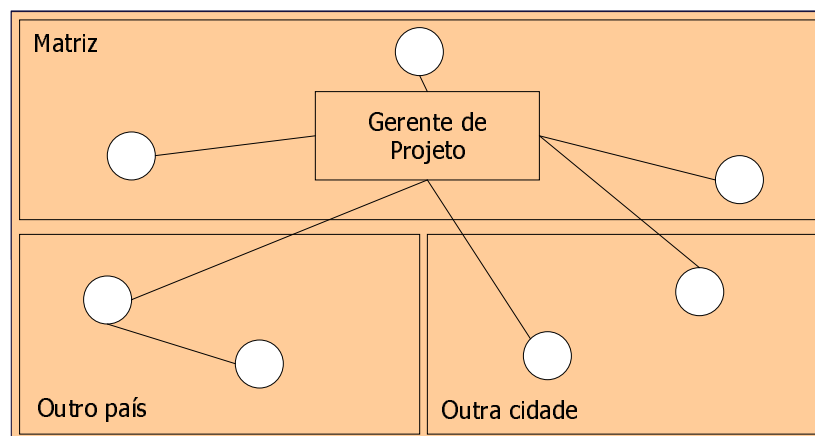 Matriz
Gerente de
Projeto
Outro país
Outra cidade